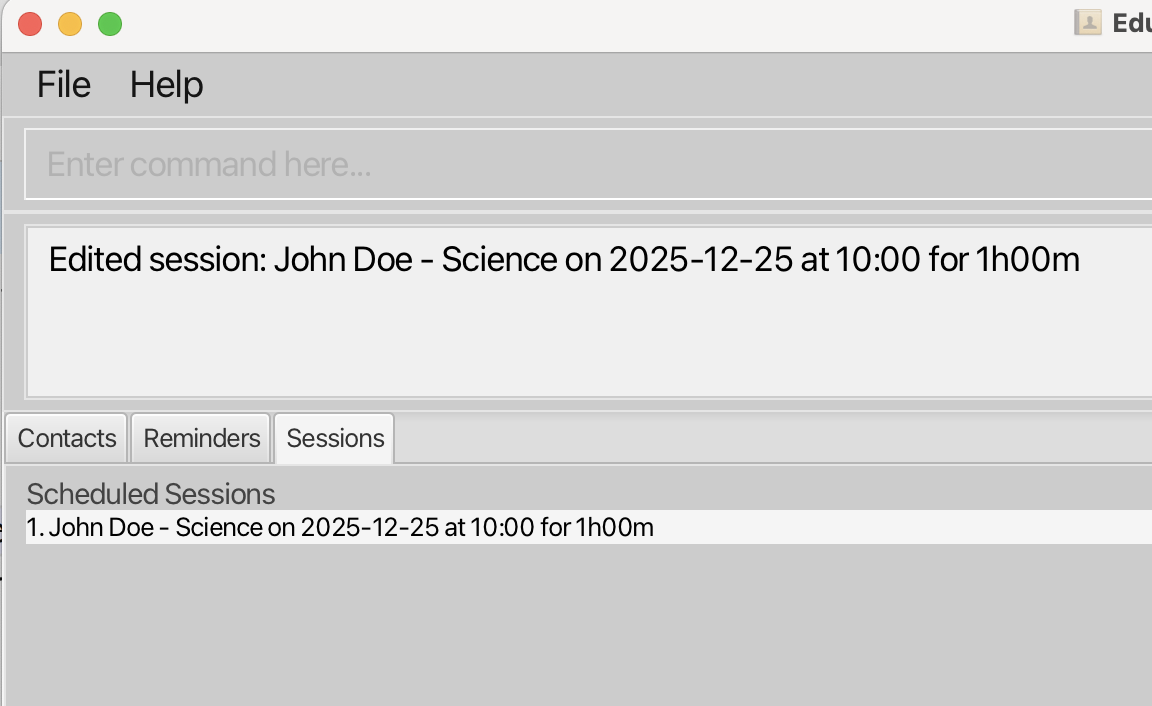 Edu
File Help
Enter command here...
Edited session: John Doe - Science on 2025-12-25 at 10:00 for 1h00m
Contacts Reminders Sessions
Scheduled Sessions
1. John Doe - Science on 2025-12-25 at 10:00 for 1h00m